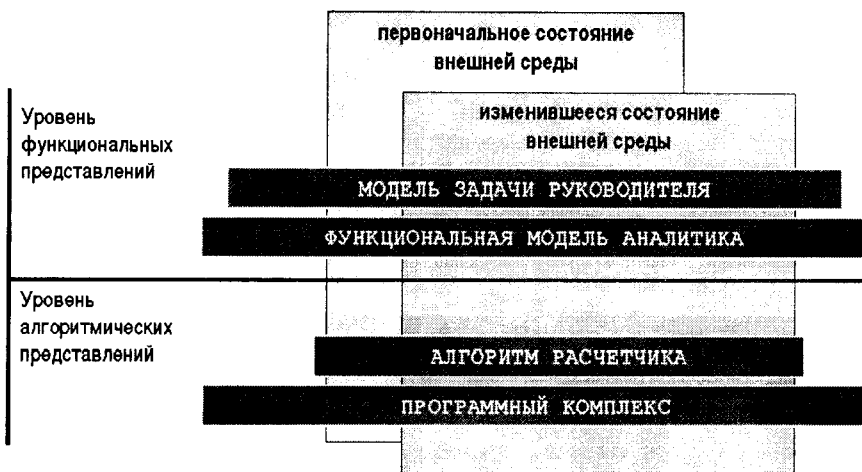 первоначальное состояние
внешней среды
изменившееся состояние
внешней среды
Уровень
функциональных
представлений
МОДЕЛЬ ЗАДАЧИ РУКОВОДИТЕЛЯ
ФУНКЦИОНАЛЬНАЯ МОДЕЛЬ АНАЛИТИКА
Уровень
алгоритмических
представлений
АЛГОРИТМ РАСЧЕТЧИКА
ПРОГРАММНЫЙ КОМПЛЕКС